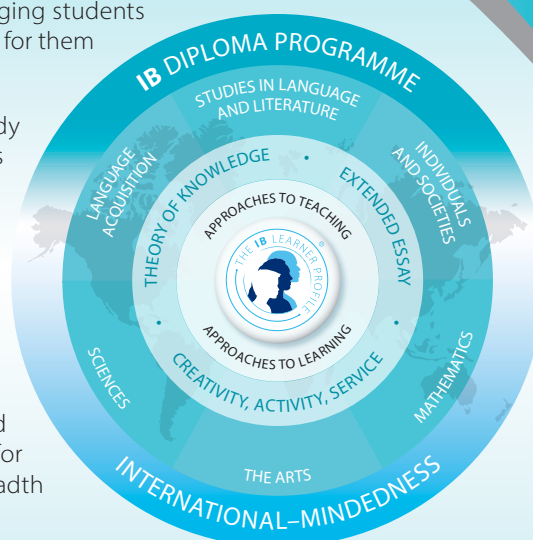 ging students
for them
dy
s
d
for
adth
IB DIPLOMA PROGRAMME
STUDIES IN LANGUAGE
AND LITERATURE
LANGUAGE
ACQUISITION
INDIVIDUALS
AND SOCIETIES
THEORY OF KNOWLEDGE
•
EXTENDED ESSAY
APPROACHES TO TEACHING
THE IB LEARNER PROFILE
®
APPROACHES TO LEARNING
•
CREATIVITY, ACTIVITY, SERVICE
•
SCIENCES
MATHEMATICS
THE ARTS
INTERNATIONAL–MINDEDNESS